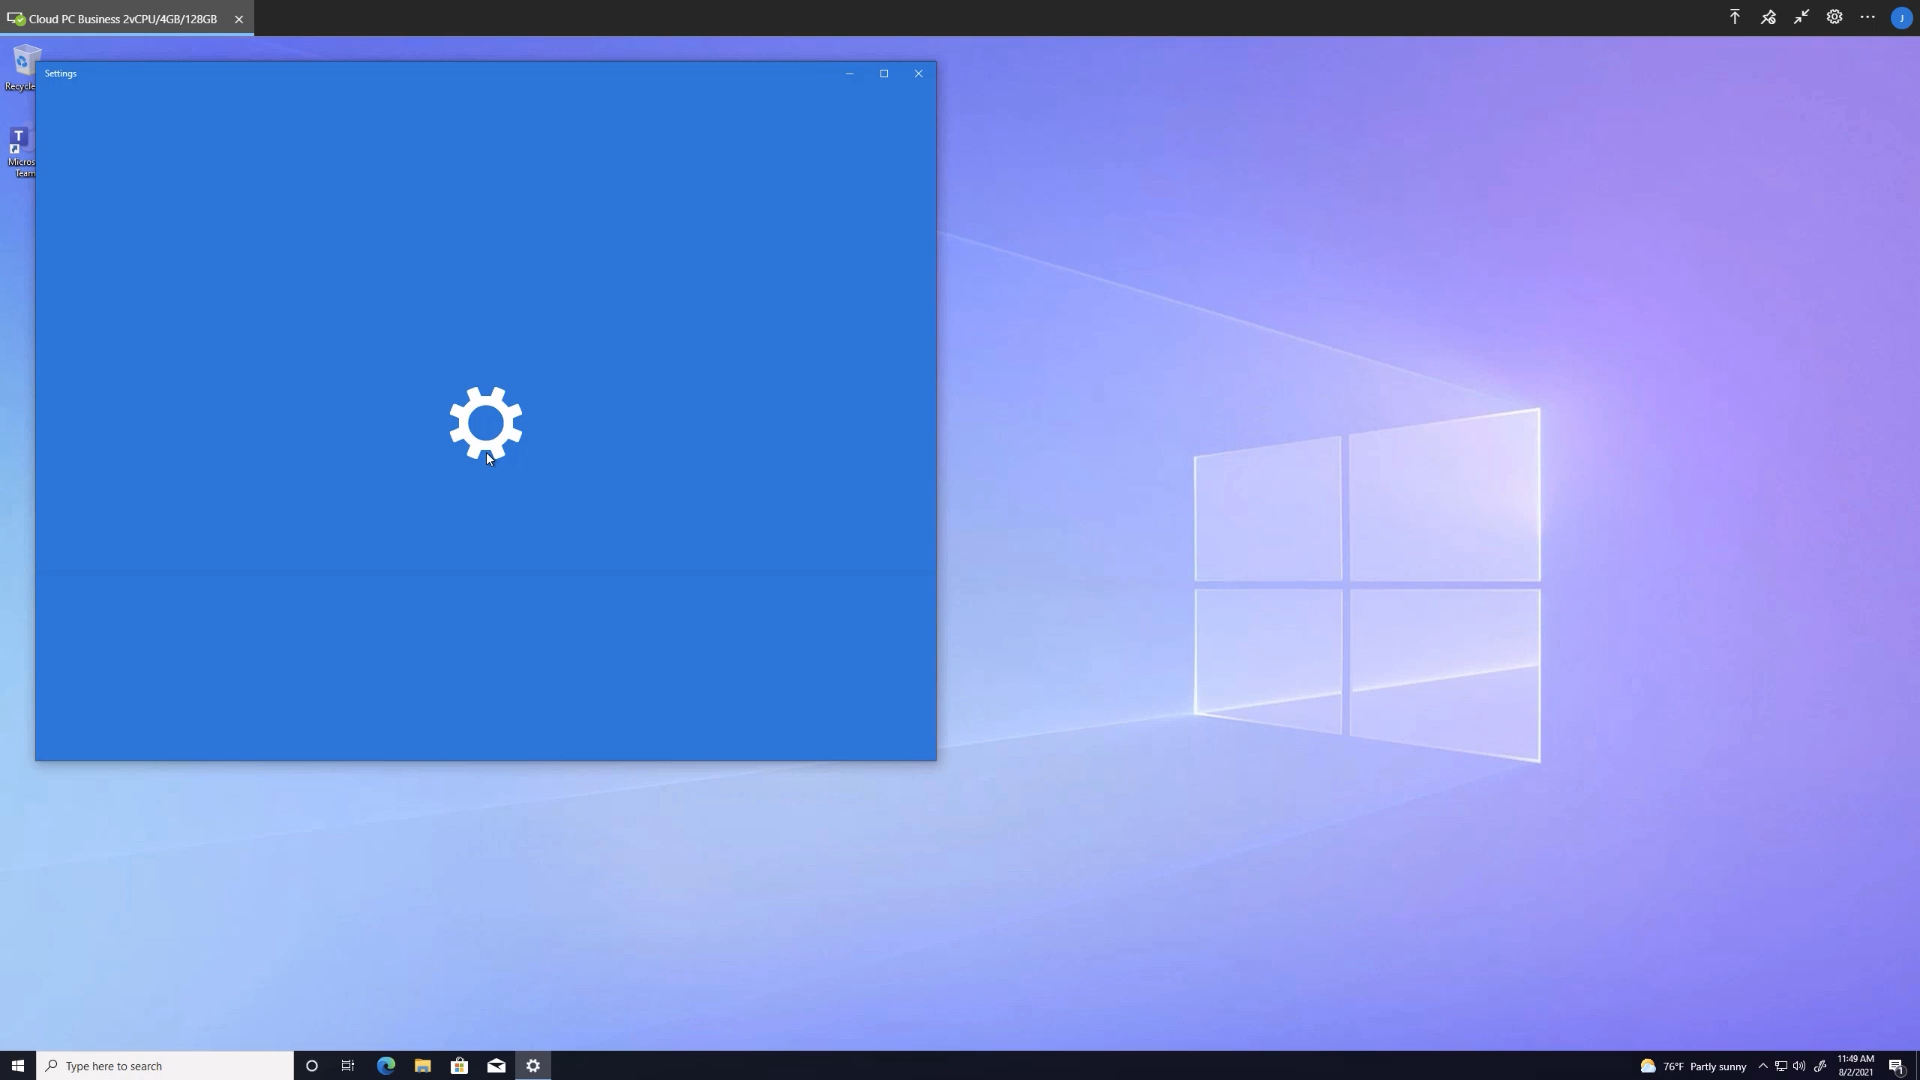 Cloud PC Business 2vCPU/4GB/128GB
J
Recycle
Settings
T
Micros
Team
Type here to search
76°F Partly sunny
11:49 AM
8/2/2021
1